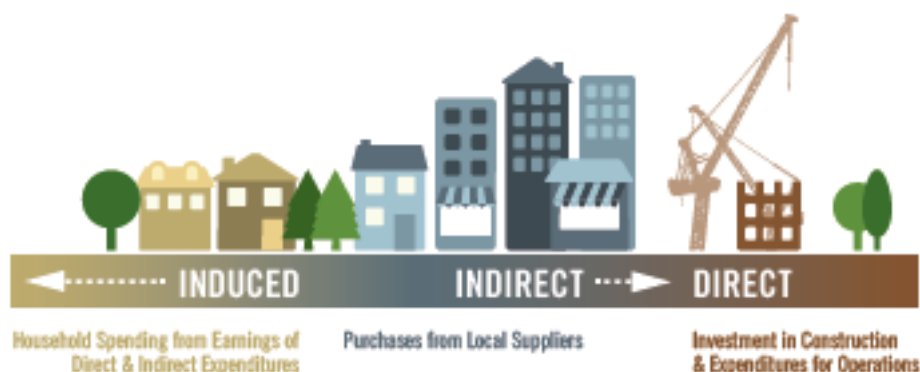 INDUCED
INDIRECT
DIRECT
Household Spending from Earnings of
Direct & Indirect Expenditures
Purchases from Local Suppliers
Investment in Construction
& Expenditures for Operations